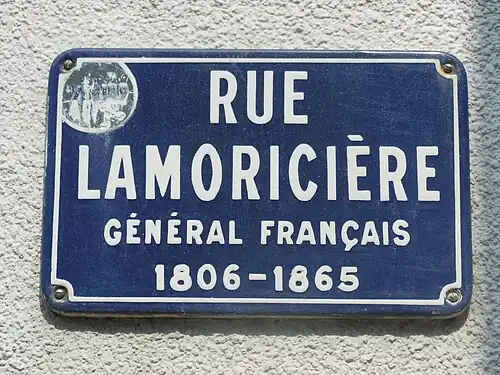 RUE
LAMORICIÈRE
GÉNÉRAL FRANÇAIS
1806-1865